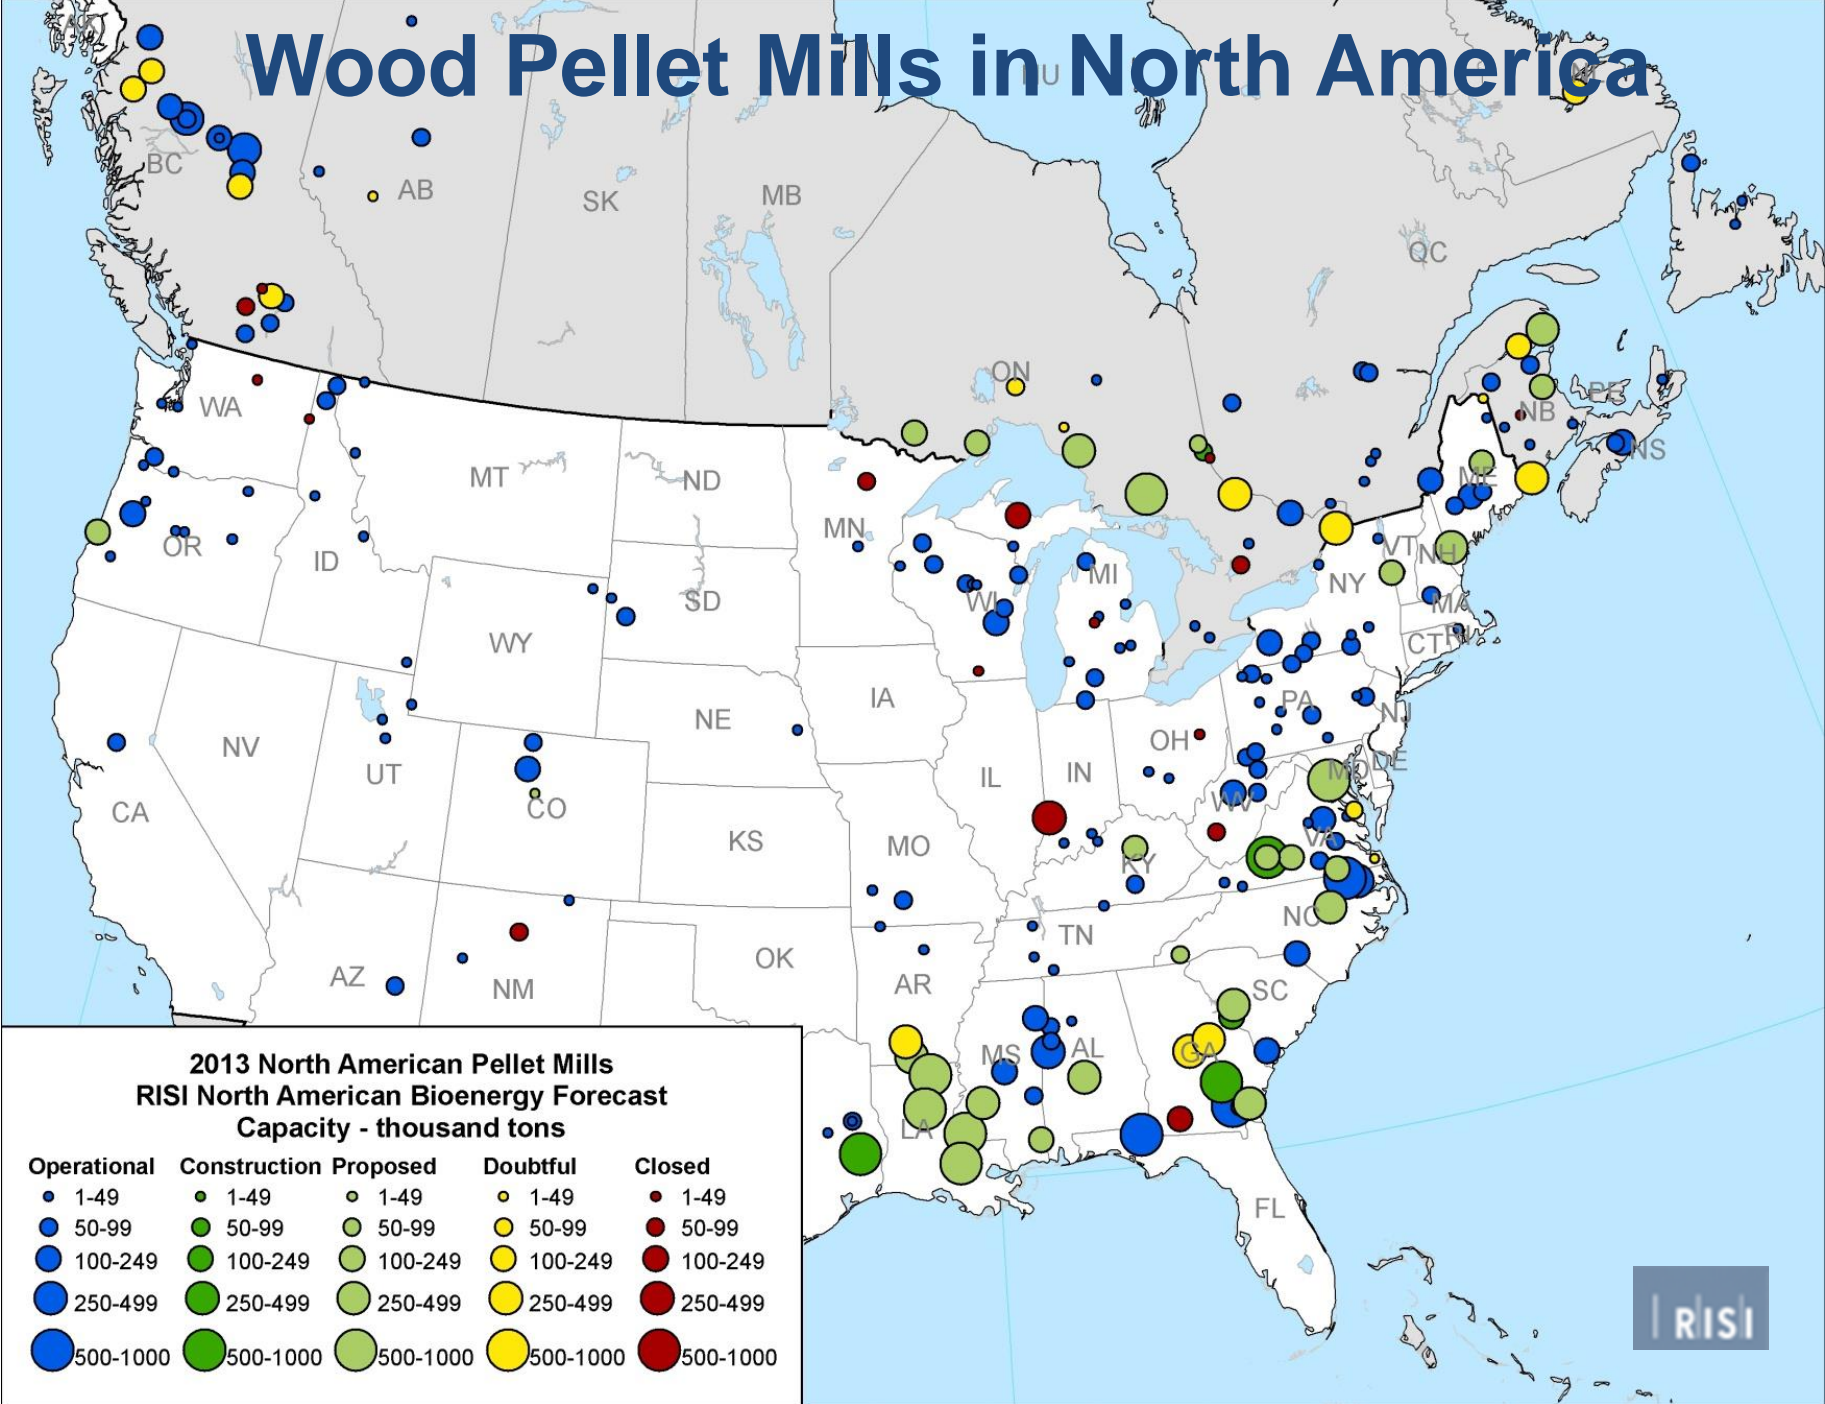 Wood Pellet Mills in North America
NU
BC
AB
SK
MB
QC
ON
PE
NB
NS
WA
MT
ND
MN
ME
OR
ID
SD
WI
MI
VT
NH
NY
MA
WY
CT
RI
IA
NE
PA
NJ
NV
UT
CO
CA
IL
IN
OH
MD
DE
WV
KS
MO
KY
VA
NC
TN
AZ
NM
OK
AR
SC
MS
AL
GA
LA
FL
2013 North American Pellet Mills
RISI North American Bioenergy Forecast
Capacity - thousand tons
Operational Construction Proposed Doubtful Closed
1-49 1-49 1-49 1-49 1-49
50-99 50-99 50-99 50-99 50-99
100-249 100-249 100-249 100-249 100-249
250-499 250-499 250-499 250-499 250-499
500-1000 500-1000 500-1000 500-1000 500-1000
RISI